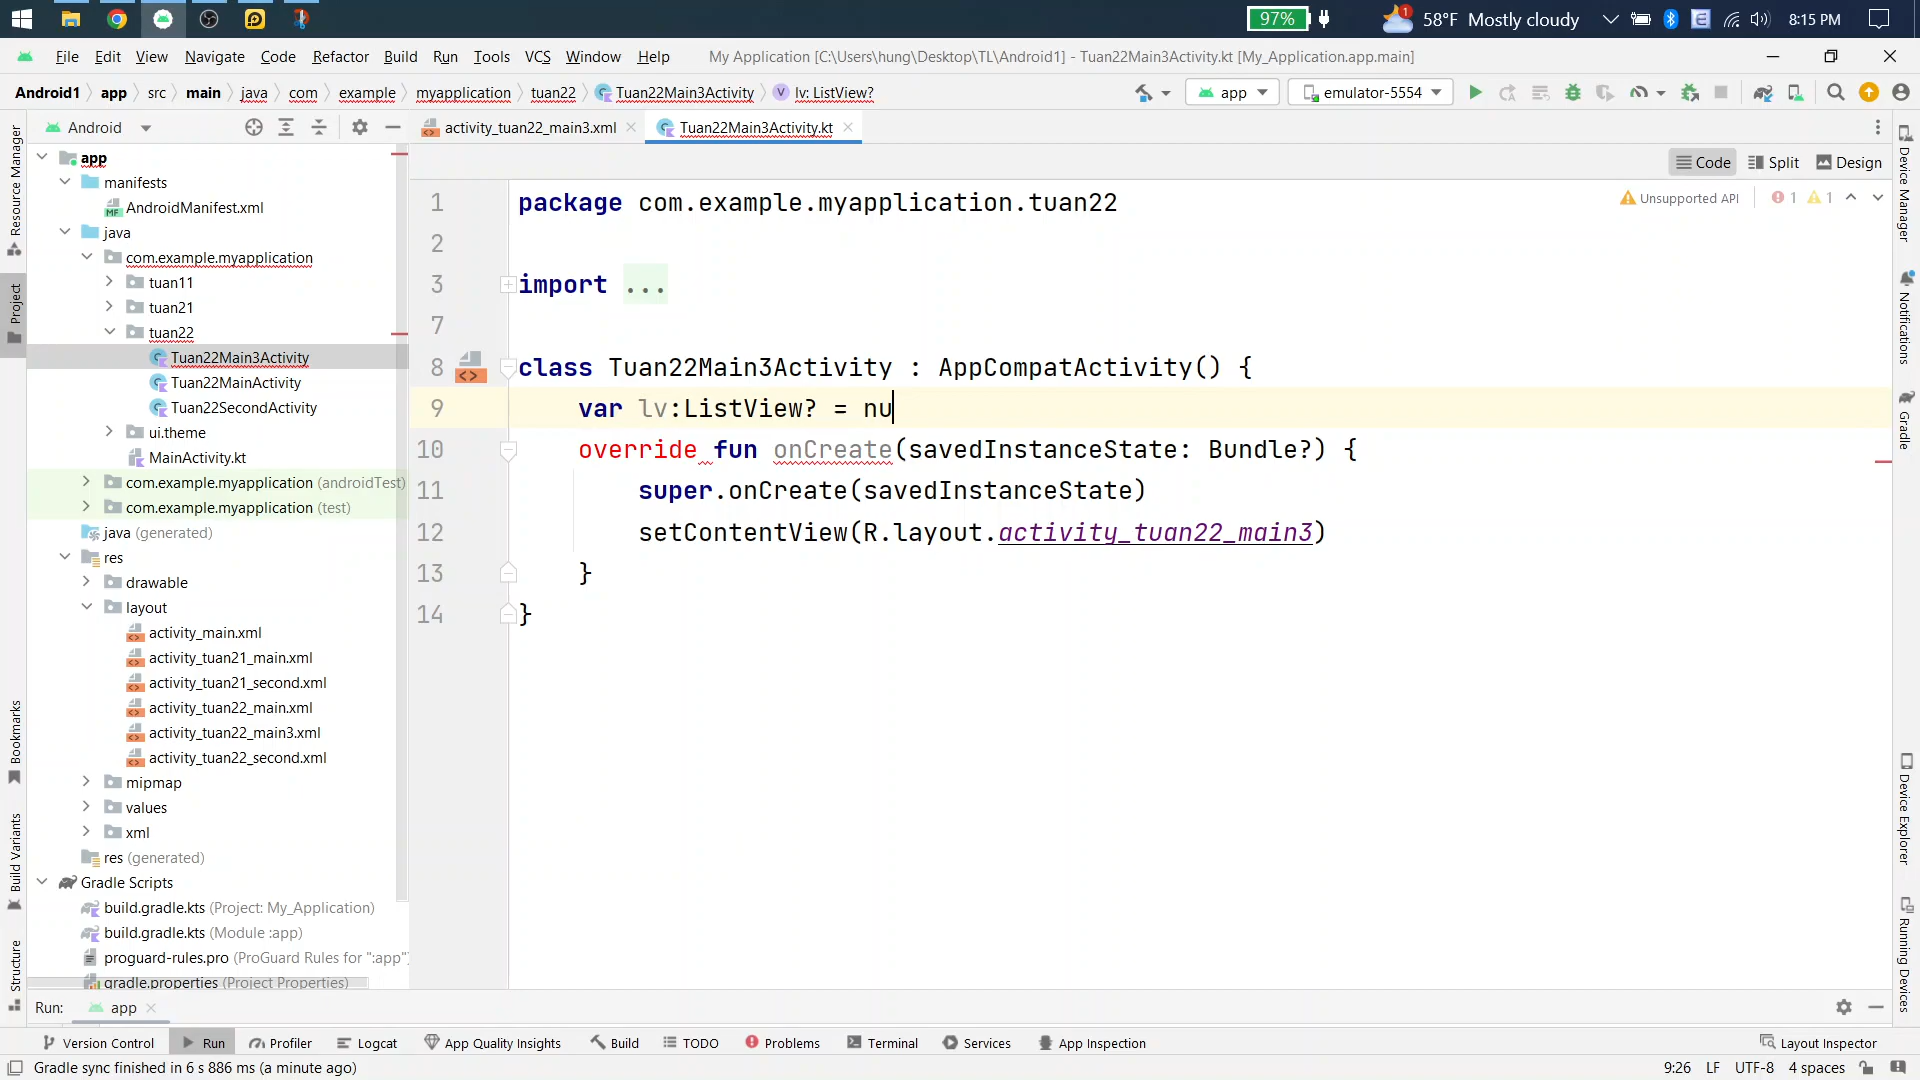 97%
1
58°F Mostly cloudy
8:15 PM
File Edit View Navigate Code Refactor Build Run Tools VCS Window Help
My Application [C:\Users\hung\Desktop\TL\Android1] - Tuan22Main3Activity.kt [My_Application.app.main]
Android1 app src main java com example myapplication tuan22 Tuan22Main3Activity lv: ListView?
app
emulator-5554
Android
activity_tuan22_main3.xml
Tuan22Main3Activity.kt
Code Split Design
Unsupported API 1 1
Resource Manager
Project
Bookmarks
Build Variants
Structure
app
manifests
AndroidManifest.xml
java
com.example.myapplication
tuan11
tuan21
tuan22
Tuan22Main3Activity
Tuan22MainActivity
Tuan22SecondActivity
ui.theme
MainActivity.kt
com.example.myapplication (androidTest)
com.example.myapplication (test)
java (generated)
res
drawable
layout
activity_main.xml
activity_tuan21_main.xml
activity_tuan21_second.xml
activity_tuan22_main.xml
activity_tuan22_main3.xml
activity_tuan22_second.xml
mipmap
values
xml
res (generated)
Gradle Scripts
build.gradle.kts (Project: My_Application)
build.gradle.kts (Module :app)
proguard-rules.pro (ProGuard Rules for ":app")
gradle.properties (Project Properties)
1 package com.example.myapplication.tuan22
2
3 import ...
7
8 class Tuan22Main3Activity : AppCompatActivity() {
9 var lv:ListView? = nu
10 override fun onCreate(savedInstanceState: Bundle?) {
11 super.onCreate(savedInstanceState)
12 setContentView(R.layout.activity_tuan22_main3)
13 }
14 }
Device Manager
Notifications
Gradle
Device Explorer
Running Devices
Run: app
Version Control Run Profiler Logcat App Quality Insights Build TODO Problems Terminal Services App Inspection Layout Inspector
Gradle sync finished in 6 s 886 ms (a minute ago)
9:26 LF UTF-8 4 spaces